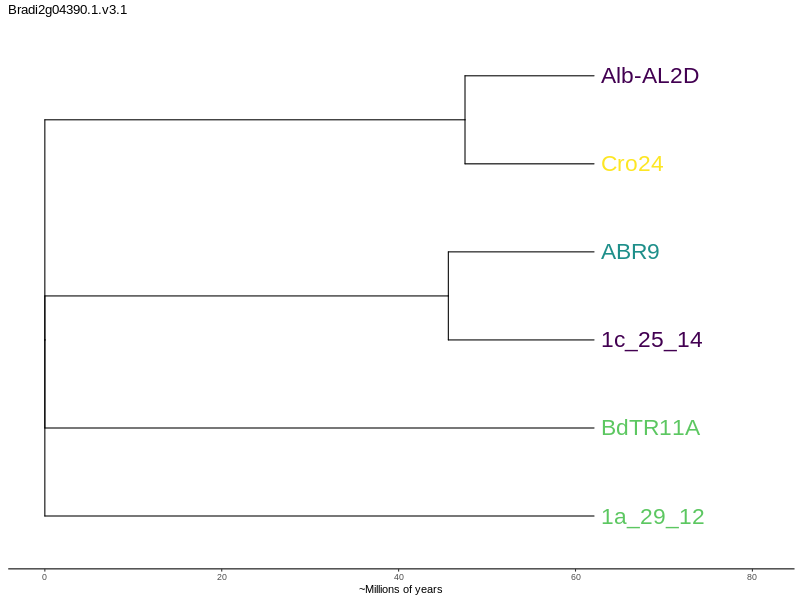 Bradi2g04390.1.v3.1
Alb-AL2D
Cro24
ABR9
1c_25_14
BdTR11A
1a_29_12
0 20 40 60 80
~Millions of years